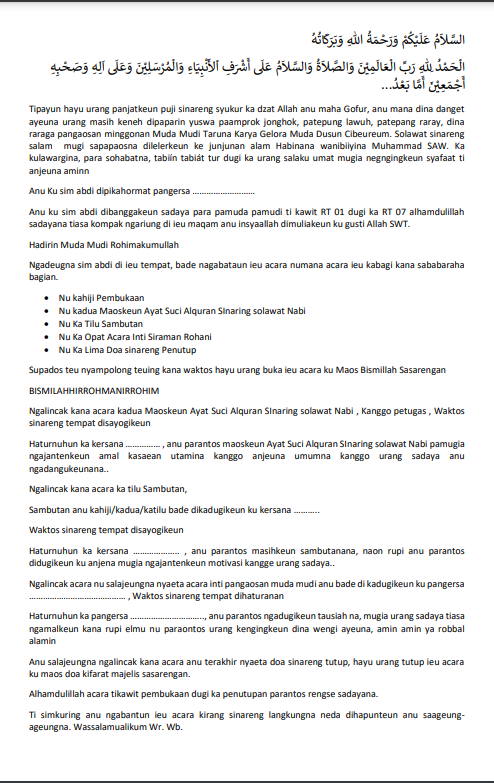 السَّلَامُ عَلَيْكُمْ وَرَحْمَةُ اللهِ وَبَرَكَاتُهُ
الْحَمْدُ لِلهِ رَبِّ الْعَالَمِيْنَ وَالصَّلَاةُ وَالسَّلَامُ عَلَى أَشْرَفِ الْأَنْبِيَاءِ وَالْمُرْسَلِيْنَ وَعَلَى آلِهِ وَصَحْبِهِ
أَجْمَعِيْنَ أَمَّا بَعْدُ...
Tipayun hayu urang panjatkeun puji sinareng syukur ka dzat Allah anu maha Gofur, anu mana dina danget
ayeuna urang masih keneh dipaparin yuswa paamprok jonghok, patepung lawuh, patepang raray, dina
raraga pangaosan minggonan Muda Mudi Taruna Karya Gelora Muda Dusun Cibeureum. Solawat sinareng
salam mugi sapapaosna dilelerkeun ke junjunan alam Habinana wanibiiyina Muhammad SAW. Ka
kulawargina, para sohabatna, tabiín tabiát tur dugi ka urang salaku umat mugia negngingkeun syafaat ti
anjeuna aminn
Anu Ku sim abdi dipikahormat pangersa ............................
Anu ku sim abdi dibanggakeun sadaya para pamuda pamudi ti kawit RT 01 dugi ka RT 07 alhamdulillah
sadayana tiasa kompak ngariung di ieu maqam anu insyaallah dimuliakeun ku gusti Allah SWT.
Hadirin Muda Mudi Rohimakumullah
Ngadeugna sim abdi di ieu tempat, bade nagabataun ieu acara numana acara ieu kabagi kana sababaraha
bagian.
• Nu kahiji Pembukaan
• Nu kadua Maoskeun Ayat Suci Alquran SInaring solawat Nabi
• Nu Ka Tilu Sambutan
• Nu Ka Opat Acara Inti Siraman Rohani
• Nu Ka Lima Doa sinareng Penutup
Supados teu nyampolong teuing kana waktos hayu urang buka ieu acara ku Maos Bismillah Sasarengan
BISMILAHHIRROHMANIRROHIM
Ngalincak kana acara kadua Maoskeun Ayat Suci Alquran SInaring solawat Nabi , Kanggo petugas , Waktos
sinareng tempat disayogikeun
Haturnuhun ka kersana .............. , anu parantos maoskeun Ayat Suci Alquran SInaring solawat Nabi pamugia
ngajantenkeun amal kasaean utamina kanggo anjeuna umumna kanggo urang sadaya anu
ngadangukeunana..
Ngalincak kana acara ka tilu Sambutan,
Sambutan anu kahiji/kadua/katilu bade dikadugikeun ku kersana ...........
Waktos sinareng tempat disayogikeun
Haturnuhun ka kersana .................... , anu parantos masihkeun sambutanana, naon rupi anu parantos
didugikeun ku anjena mugia ngajantenkeun motivasi kangge urang sadaya..
Ngalincak acara nu salajeungna nyaeta acara inti pangaosan muda mudi anu bade di kadugikeun ku pangersa
........................................ , Waktos sinareng tempat dihaturanan
Haturnuhun ka pangersa ..............................., anu parantos ngadugikeun tausiah na, mugia urang sadaya tiasa
ngamalkeun kana rupi elmu nu paraontos urang kengingkeun dina wengi ayeuna, amin amin ya robbal
alamin
Anu salajeugna ngalincak kana acara anu terakhir nyaeta doa sinareng tutup, hayu urang tutup ieu acara
ku maos doa kifarat majelis sasarengan.
Alhamdulillah acara tikawit pembukaan dugi ka penutupan parantos rengse sadayana.
Ti simkuring anu ngabantun ieu acara kirang sinareng langkungna neda dihapunteun anu saageung-
ageungna. Wassalamualikum Wr. Wb.